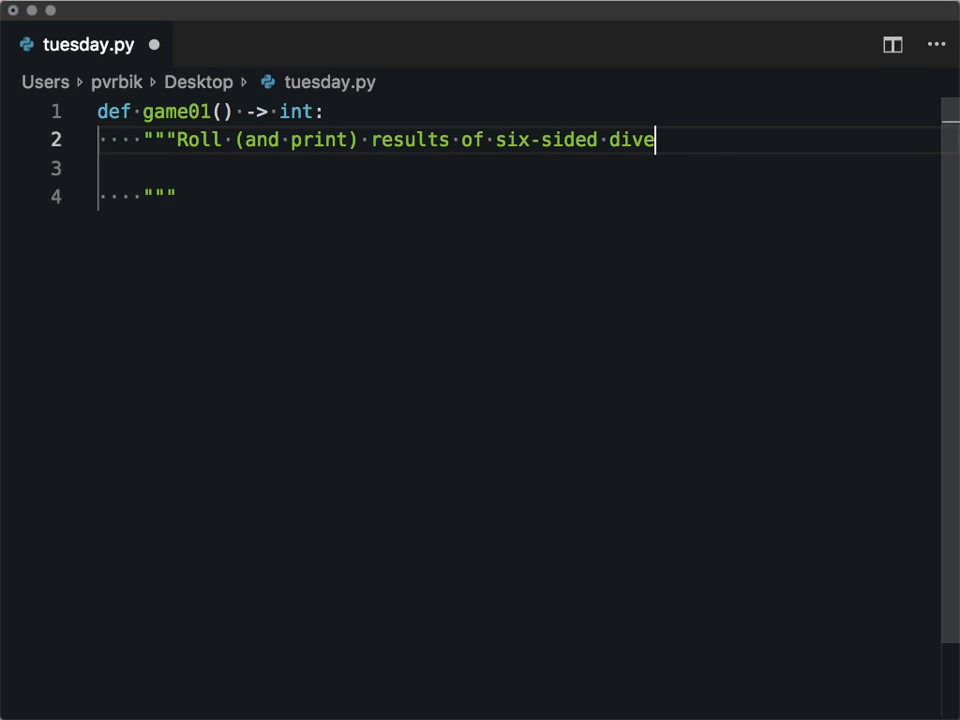 tuesday.py
Users Desktop pvrbik tuesday.py
1 def game01() -> int:
2 """Roll (and print) results of six-sided dive
3
4 """